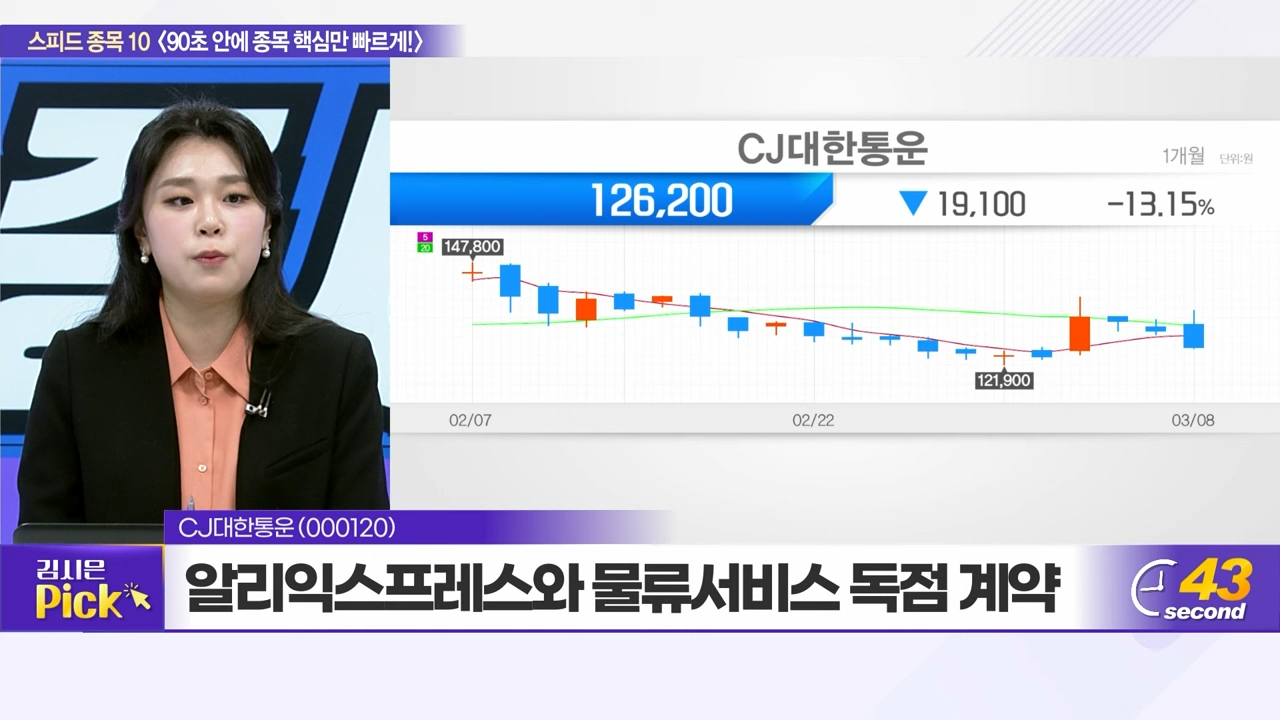 스피드 종목 10 〈90초 안에 종목 핵심만 빠르게!〉
CJ대한통운
1개월 단위:원
126,200 ▼ 19,100 -13.15%
5
20
147,800
121,900
02/07 02/22 03/08
CJ대한통운 (000120)
김시은
Pick
알리익스프레스와 물류서비스 독점 계약
43
second